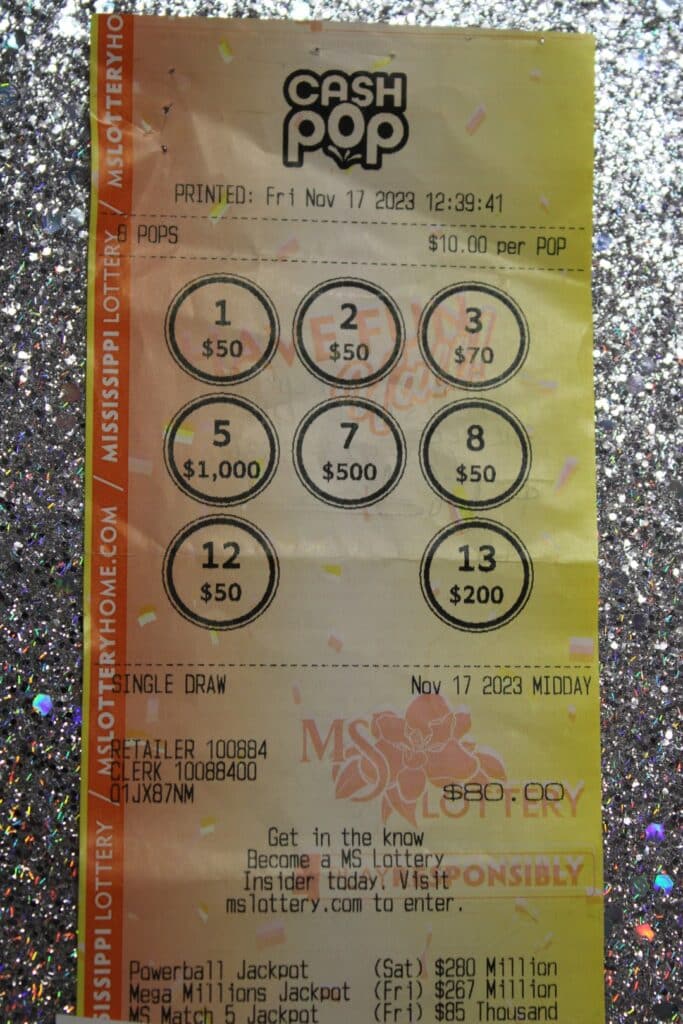 CASH
POP
PRINTED: Fri Nov 17 2023 12:39:41
8 POPS $10.00 per POP
1 2 3
$50 $50 $70
5 7 8
$1,000 $500 $50
12 13
$50 $200
SINGLE DRAW Nov 17 2023 MIDDAY
RETAILER 100884
CLERK 10088400
01JX87NM
$80.00
MS
LOTTERY
Get in the know
Become a MS Lottery
Insider today. Visit
mslottery.com to enter.
RESPONSIBLY
Powerball Jackpot (Sat) $280 Million
Mega Millions Jackpot (Fri) $267 Million
MS Match 5 Jackpot (Fri) $85 Thousand
SISSIPPI LOTTERY / MSLOTTERYHOME.COM / MISSISSIPPI LOTTERY / MSLOTTERYHO